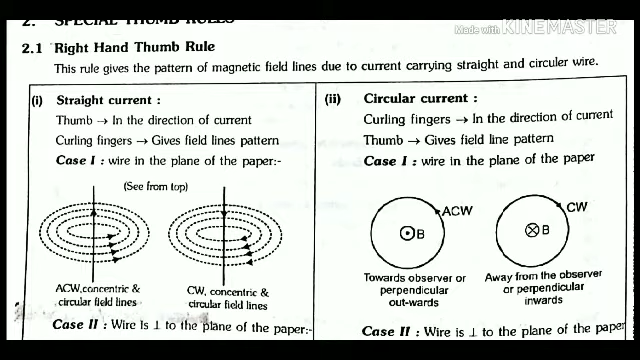 2. SPECIAL THUMB RULES
Made with KINEMASTER
2.1 Right Hand Thumb Rule
This rule gives the pattern of magnetic field lines due to current carrying straight and circuler wire.
(i) Straight current :
Thumb → In the direction of current
Curling fingers → Gives field lines pattern
Case I : wire in the plane of the paper:-
(See from top)
ACW, concentric &
circular field lines
CW, concentric &
circular field lines
Case II : Wire is ⊥ to the plane of the paper:-
(ii) Circular current :
Curling fingers → In the direction of current
Thumb → Gives field line pattern
Case I : wire in the plane of the paper
ACW
B
CW
B
Towards observer or
perpendicular
out-wards
Away from the observer
or perpendicular
inwards
Case II : Wire is ⊥ to the plane of the paper